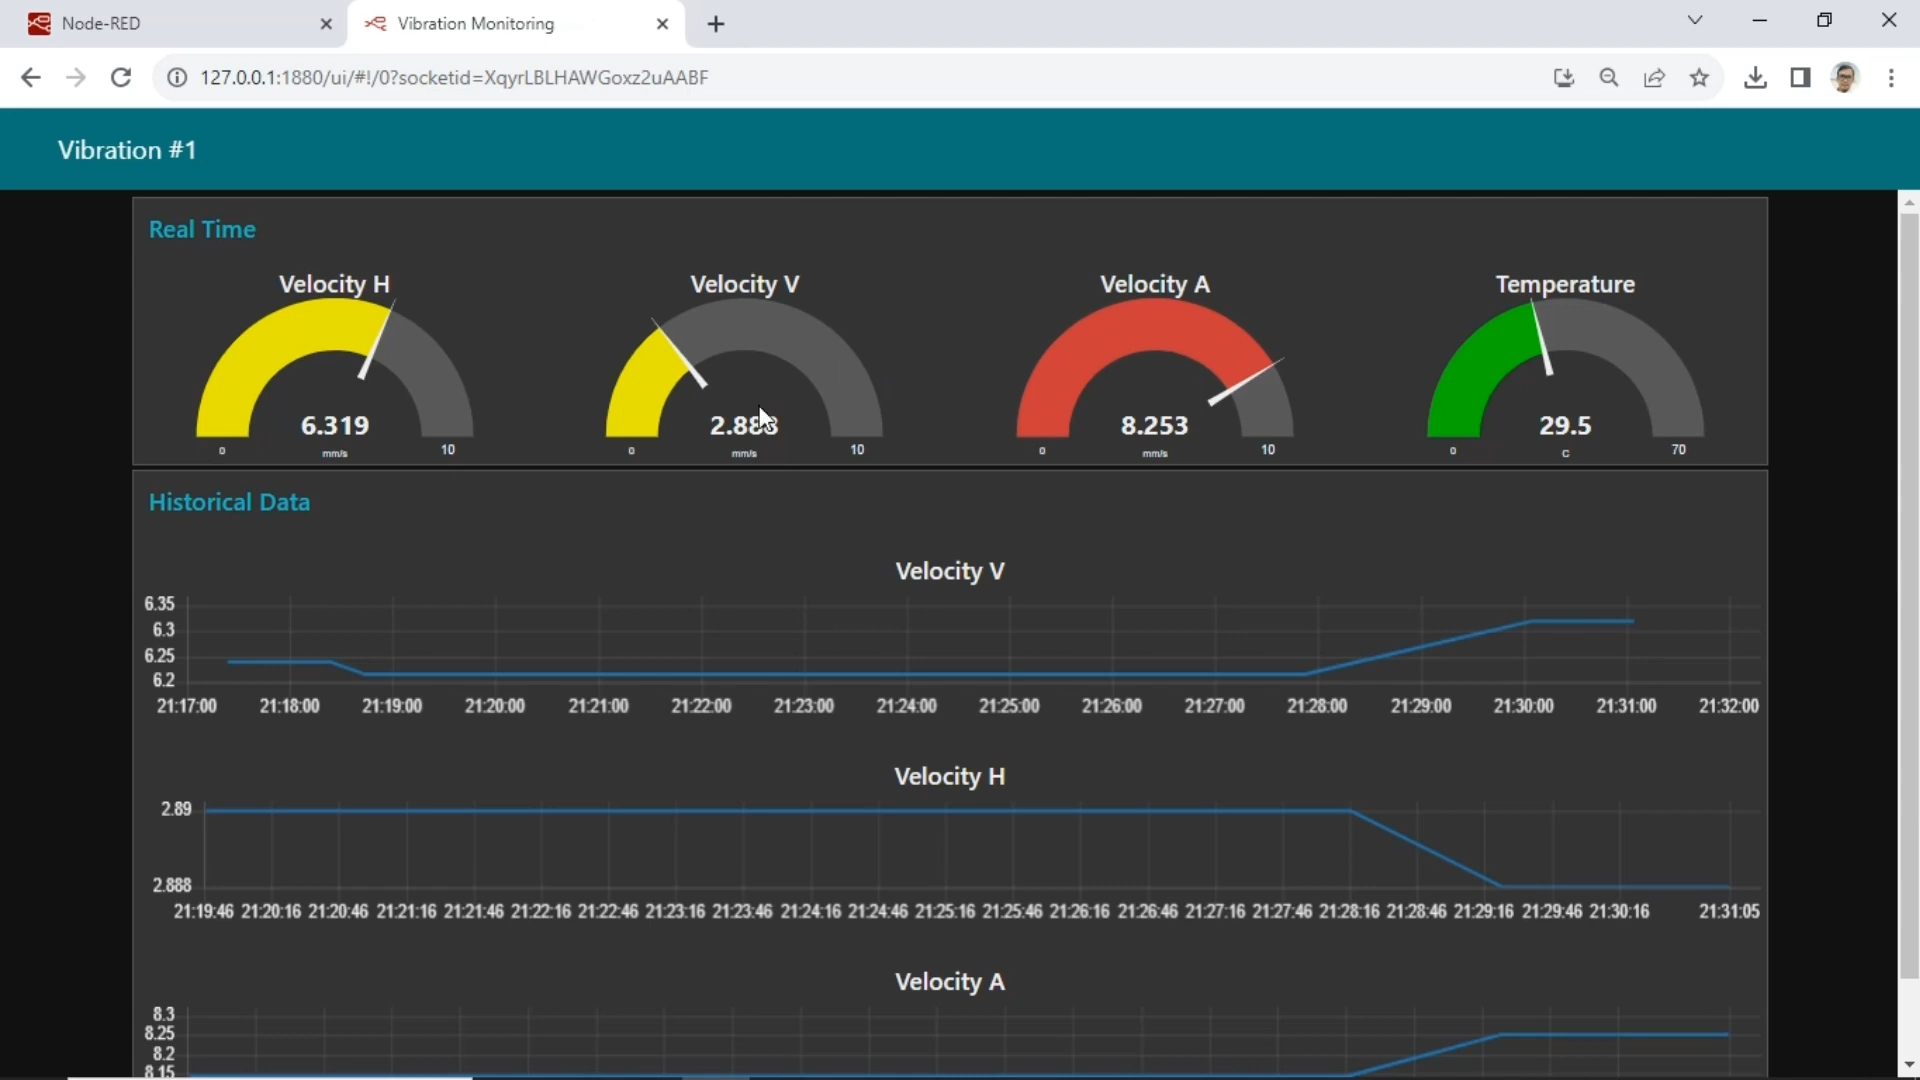 Node-RED
Vibration Monitoring
127.0.0.1:1880/ui/#!/0?socketid=XqyrLBLHAWGoxz2uAABF
Vibration #1
Real Time
Velocity H
Velocity V
Velocity A
Temperature
6.319
2.888
8.253
29.5
0
mm/s
10
0
mm/s
10
0
mm/s
10
0
C
70
Historical Data
Velocity V
6.35
6.3
6.25
6.2
21:17:00 21:18:00 21:19:00 21:20:00 21:21:00 21:22:00 21:23:00 21:24:00 21:25:00 21:26:00 21:27:00 21:28:00 21:29:00 21:30:00 21:31:00 21:32:00
Velocity H
2.89
2.888
21:19:46 21:20:16 21:20:46 21:21:16 21:21:46 21:22:16 21:22:46 21:23:16 21:23:46 21:24:16 21:24:46 21:25:16 21:25:46 21:26:16 21:26:46 21:27:16 21:27:46 21:28:16 21:28:46 21:29:16 21:29:46 21:30:16 21:31:05
Velocity A
8.3
8.25
8.2
8.15